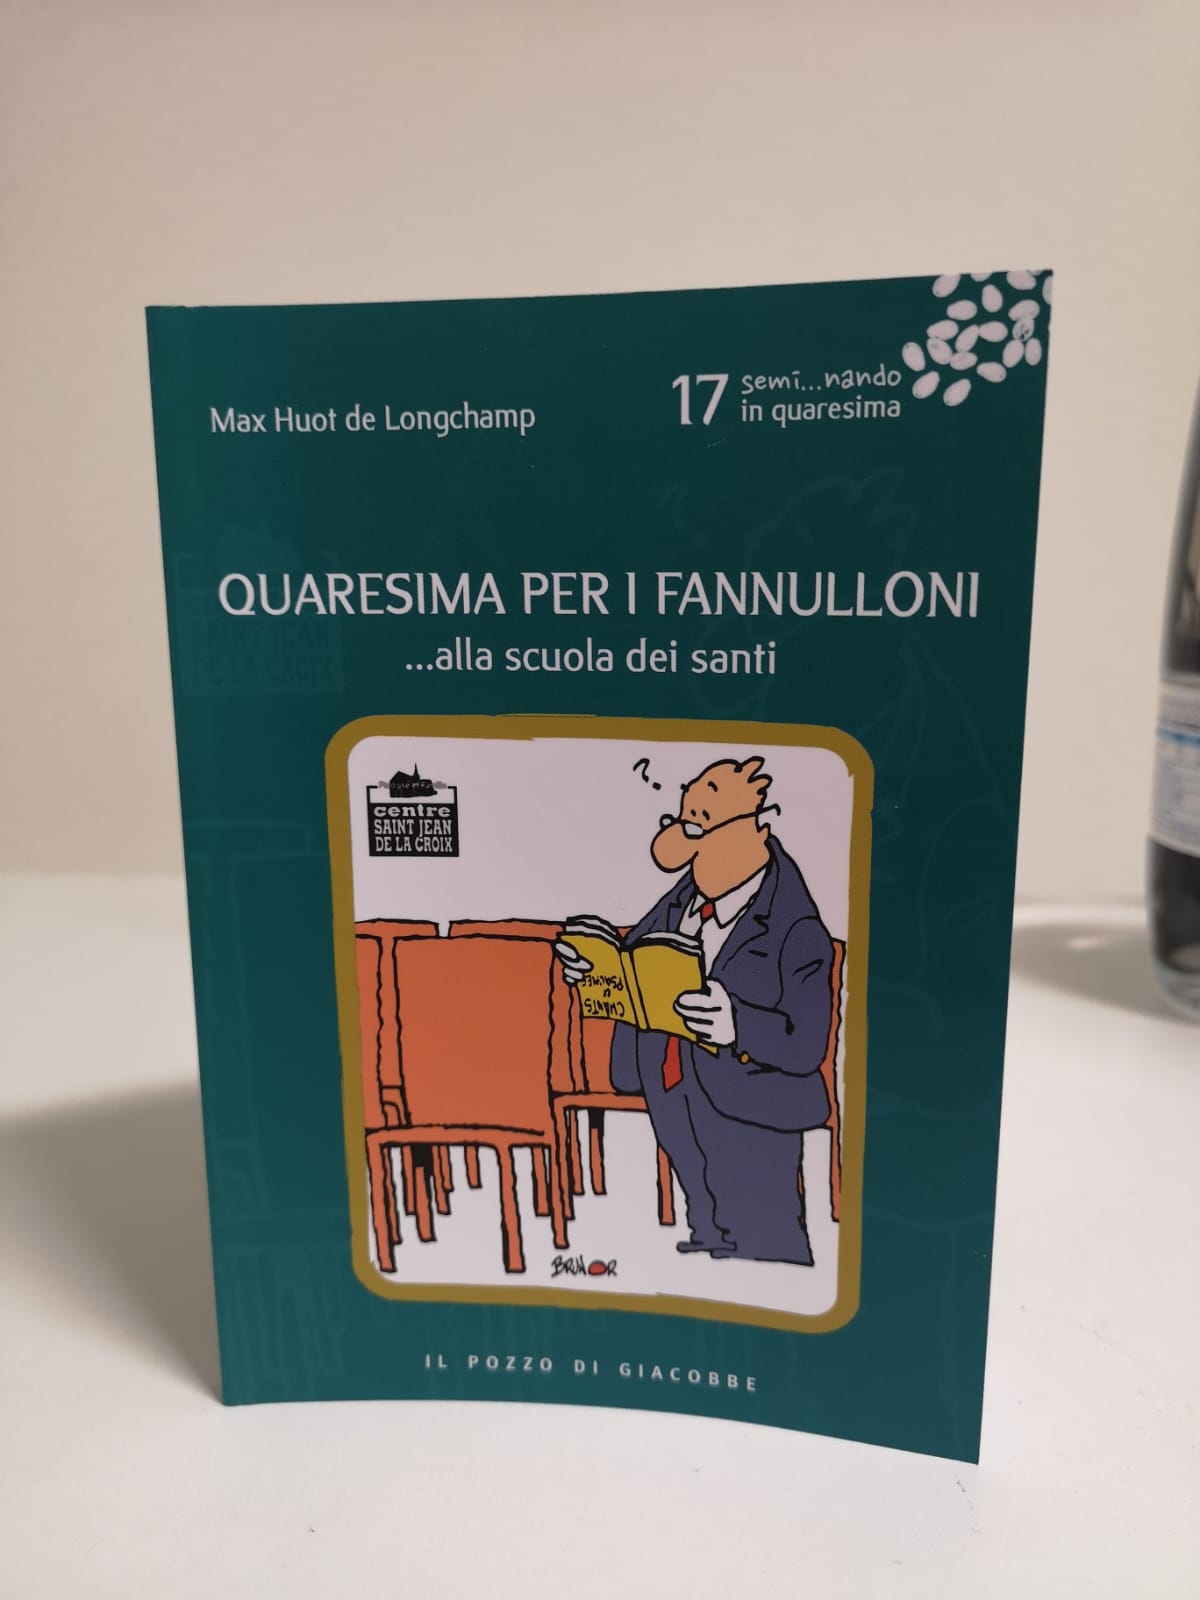 Max Huot de Longchamp
17 semi...nando
in quaresima
QUARESIMA PER I FANNULLONI
...alla scuola dei santi
?.
centre
SAINT JEAN
DE LA CROIX
CHANTS
&
PSAUMES
BRUNOR
IL POZZO DI GIACOBBE